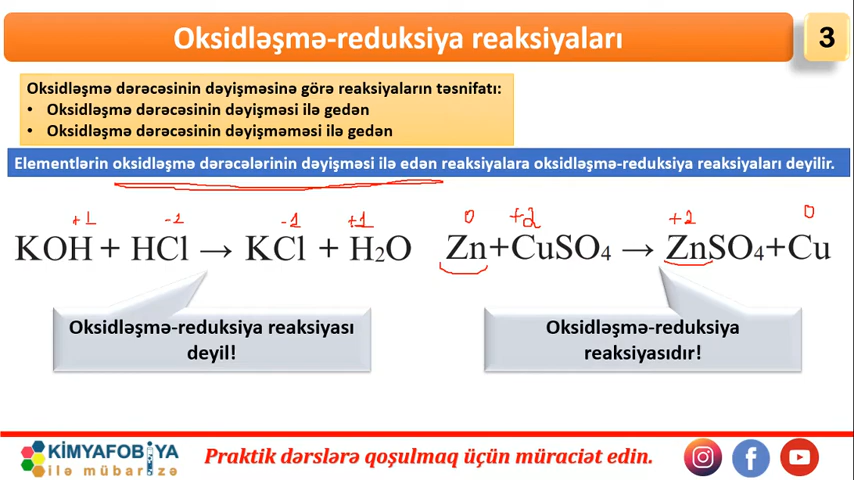 Oksidləşmə-reduksiya reaksiyaları
3
Oksidləşmə dərəcəsinin dəyişməsinə görə reaksiyaların təsnifatı:
• Oksidləşmə dərəcəsinin dəyişməsi ilə gedən
• Oksidləşmə dərəcəsinin dəyişməməsi ilə gedən
Elementlərin oksidləşmə dərəcələrinin dəyişməsi ilə edən reaksiyalara oksidləşmə-reduksiya reaksiyaları deyilir.
+1 -1 -1 +1 0 +2 +2 0
KOH + HCl → KCl + H₂O Zn+CuSO₄ → ZnSO₄+Cu
Oksidləşmə-reduksiya reaksiyası
deyil!
Oksidləşmə-reduksiya
reaksiyasıdır!
KİMYAFOBİYA
ilə mübarizə
Praktik dərslərə qoşulmaq üçün müraciət edin.